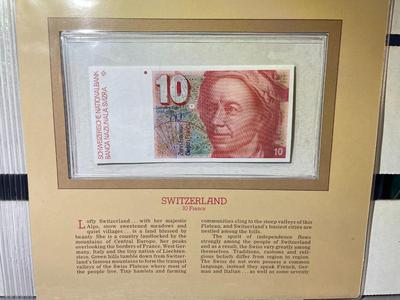 SCHWEIZERISCHE NATIONALBANK
BANCA NAZIUNALA SVIZRA
10
10
SWITZERLAND
10 Francs
Lofty Switzerland . . . with her majestic
Alps, snow sweetened meadows and
quiet villages . . . is a land blessed by
beauty. She is a country landlocked by the
mountains of Central Europe, her peaks
overlooking the borders of France, West Ger-
many, Italy and the tiny nation of Liechten-
stein. Green hills tumble down from Switzer-
land's famous mountains to form the tranquil
valleys of the Swiss Plateau where most of
the people live. Tiny hamlets and farming
communities cling to the steep valleys of this
Plateau, and Switzerland's busiest cities are
nestled among the hills.
The spirit of independence flows
strongly among the people of Switzerland
and as a result, the Swiss vary greatly among
themselves. Traditions, customs and reli-
gious beliefs differ from region to region.
The Swiss do not even possess a common
language, instead they speak French, Ger-
man and Italian . . . as well as several